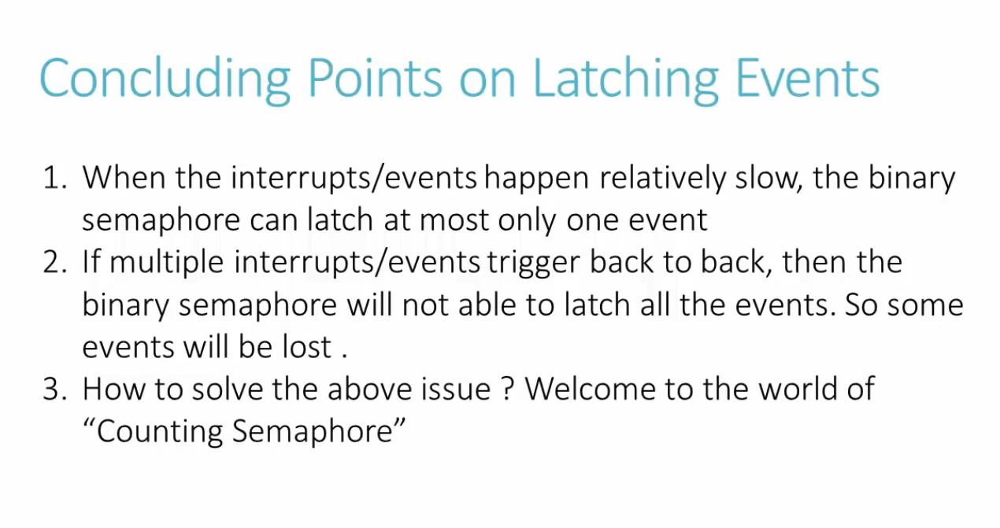 Concluding Points on Latching Events
1. When the interrupts/events happen relatively slow, the binary
semaphore can latch at most only one event
2. If multiple interrupts/events trigger back to back, then the
binary semaphore will not able to latch all the events. So some
events will be lost .
3. How to solve the above issue ? Welcome to the world of
“Counting Semaphore”